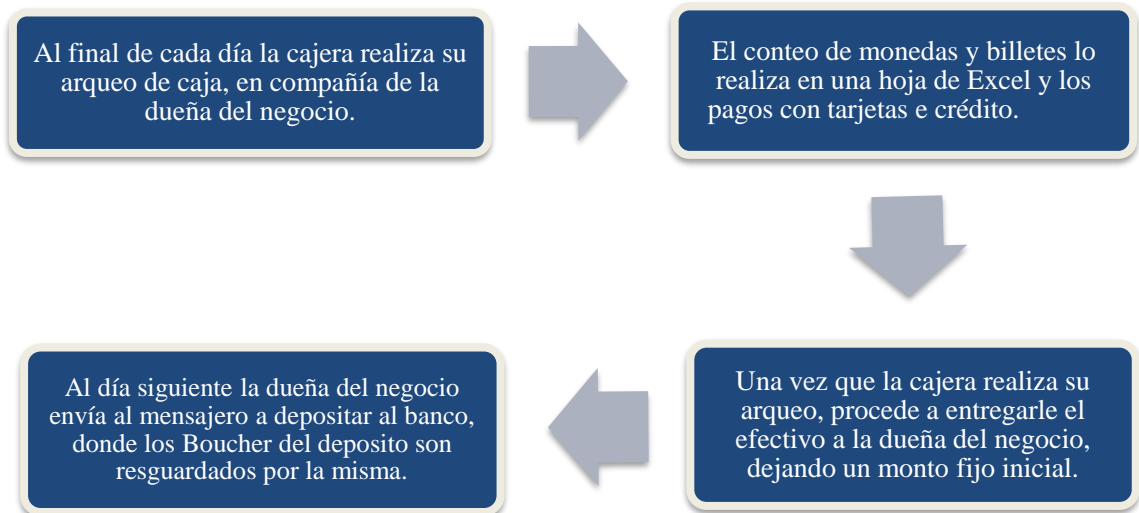 Al final de cada día la cajera realiza su
arqueo de caja, en compañía de la
dueña del negocio.
El conteo de monedas y billetes lo
realiza en una hoja de Excel y los
pagos con tarjetas e crédito.
Una vez que la cajera realiza su
arqueo, procede a entregarle el
efectivo a la dueña del negocio,
dejando un monto fijo inicial.
Al día siguiente la dueña del negocio
envía al mensajero a depositar al banco,
donde los Boucher del deposito son
resguardados por la misma.